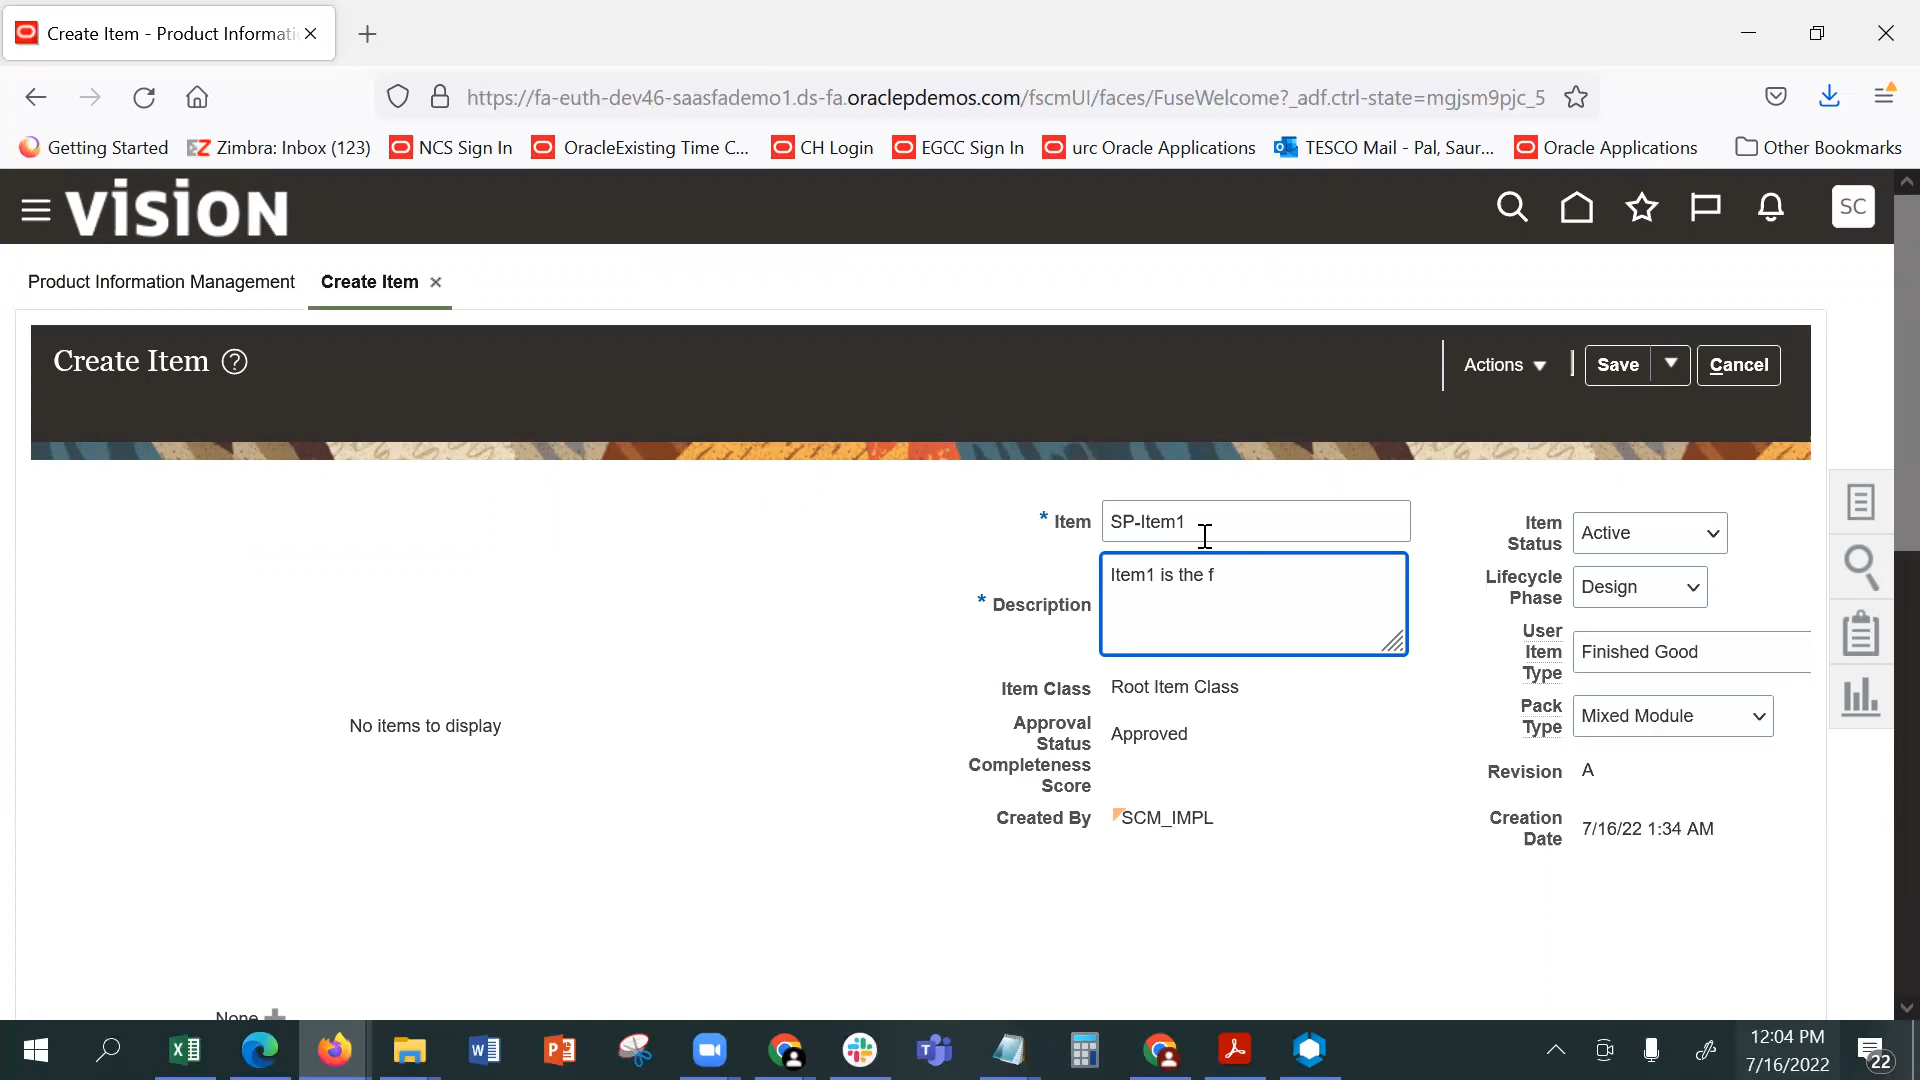 Create Item - Product Informati
https://fa-euth-dev46-saasfademo1.ds-fa.oraclepdemos.com/fscmUI/faces/FuseWelcome?_adf.ctrl-state=mgjsm9pjc_5
Getting Started
Zimbra: Inbox (123)
NCS Sign In
OracleExisting Time C...
CH Login
EGCC Sign In
urc Oracle Applications
TESCO Mail - Pal, Saur...
Oracle Applications
Other Bookmarks
VISION
SC
Product Information Management
Create Item
Create Item
Actions
Save
Cancel
* Item
SP-Item1
* Description
Item1 is the f
Item Class
Root Item Class
Approval
Status
Approved
Completeness
Score
Created By
SCM_IMPL
Item
Status
Active
Lifecycle
Phase
Design
User
Item
Type
Finished Good
Pack
Type
Mixed Module
Revision
A
Creation
Date
7/16/22 1:34 AM
No items to display
None
12:04 PM
7/16/2022
22